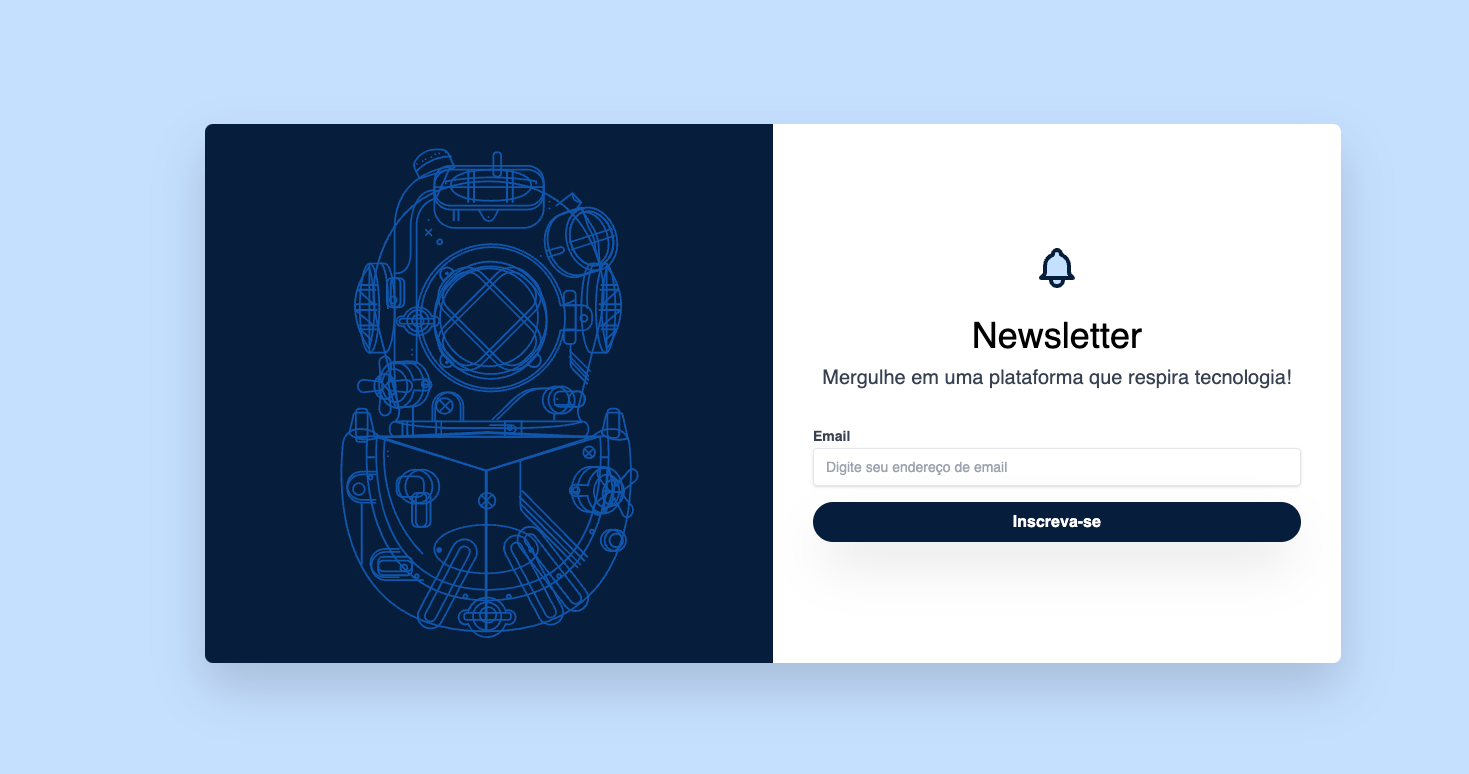 Newsletter
Mergulhe em uma plataforma que respira tecnologia!
Email
Digite seu endereço de email
Inscreva-se